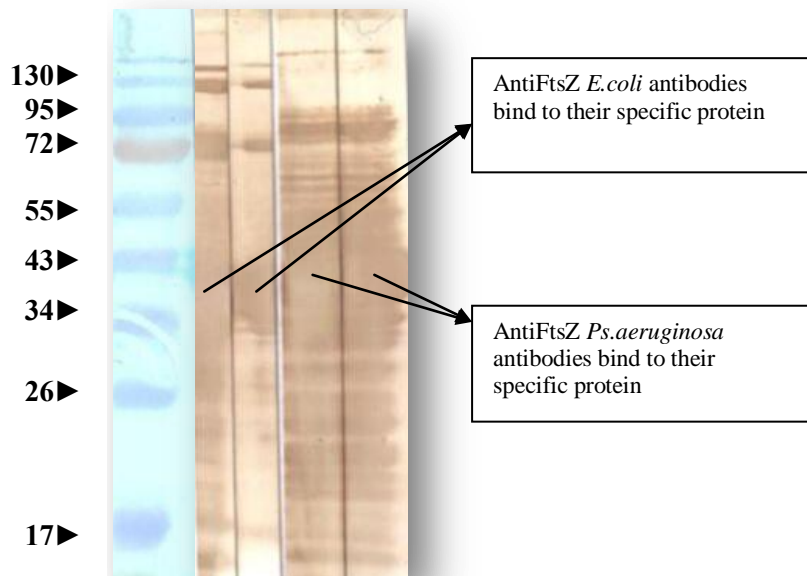 130►
95►
72►
55►
43►
34►
26►
17►
AntiFtsZ E.coli antibodies
bind to their specific protein
AntiFtsZ Ps.aeruginosa
antibodies bind to their
specific protein